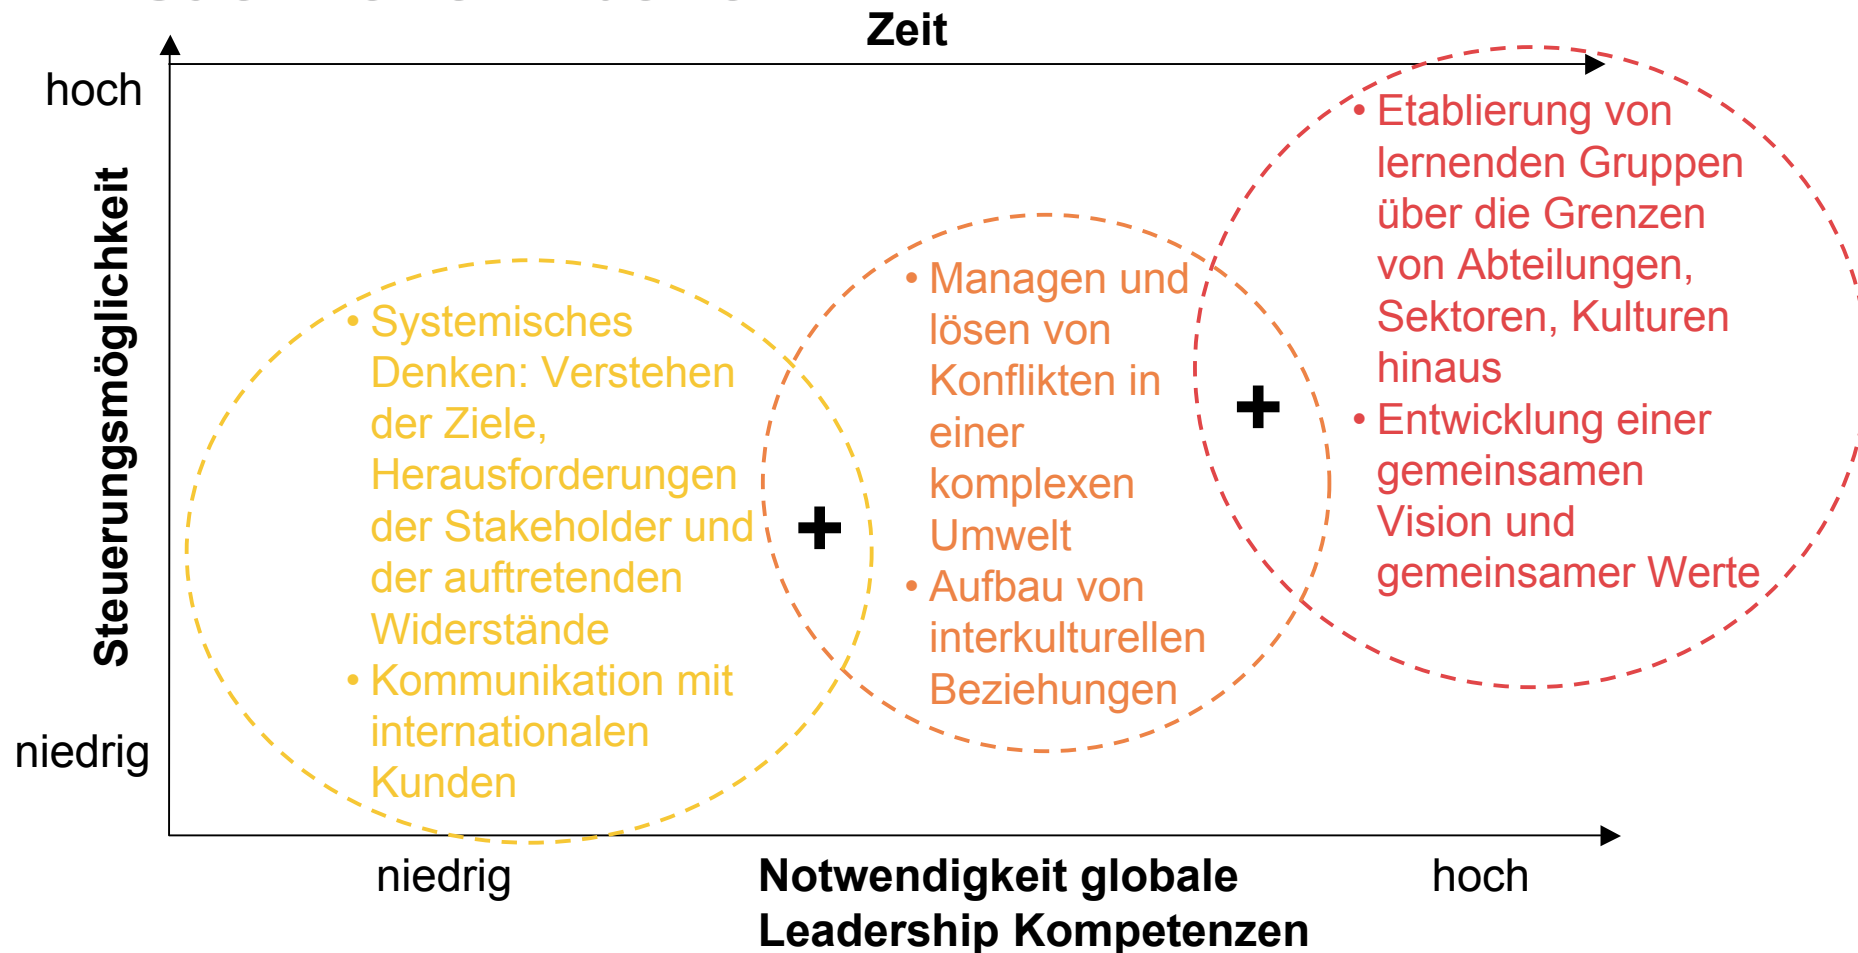 Zeit
hoch
Steuerungsmöglichkeit
niedrig
• Systemisches
Denken: Verstehen
der Ziele,
Herausforderungen
der Stakeholder und
der auftretenden
Widerstände
• Kommunikation mit
internationalen
Kunden
+
• Managen und
lösen von
Konflikten in
einer
komplexen
Umwelt
• Aufbau von
interkulturellen
Beziehungen
+
• Etablierung von
lernenden Gruppen
über die Grenzen
von Abteilungen,
Sektoren, Kulturen
hinaus
• Entwicklung einer
gemeinsamen
Vision und
gemeinsamer Werte
niedrig
Notwendigkeit globale
Leadership Kompetenzen
hoch